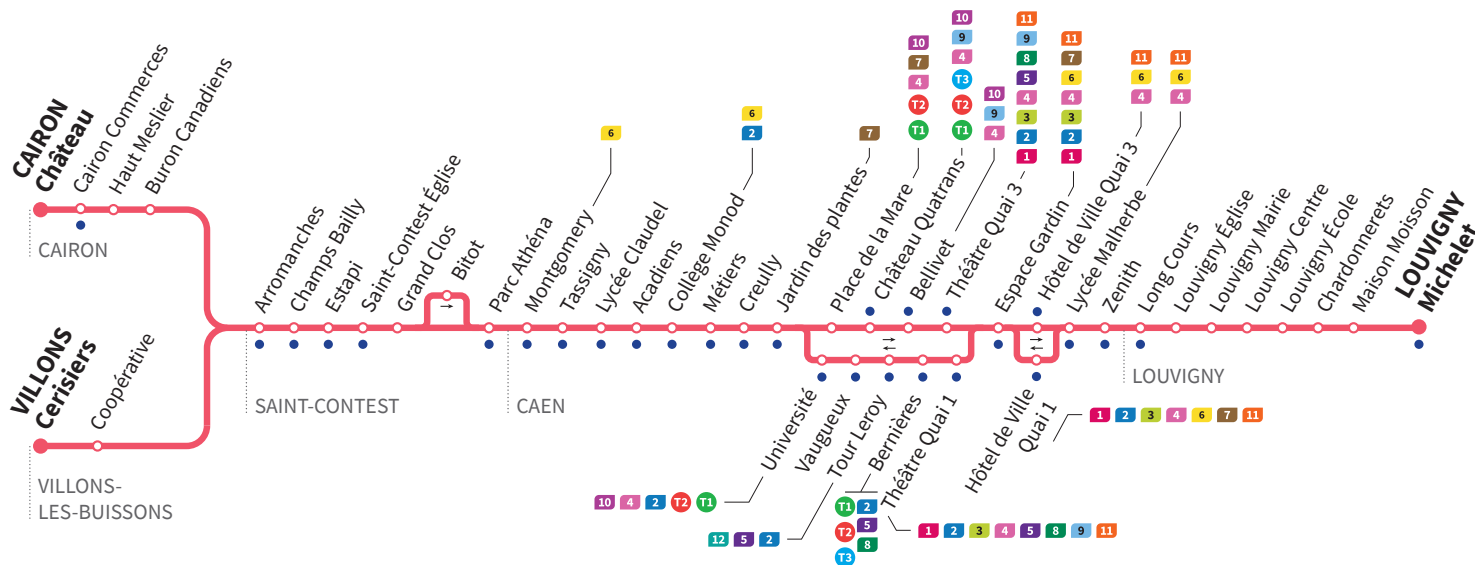 CAIRON
Château
Cairon Commerces
Haut Meslier
Buron Canadiens
CAIRON
VILLONS
Cerisiers
Coopérative
VILLONS-
LES-BUISSONS
Arromanches
Champs Bailly
Estapi
Saint-Contest Église
Grand Clos
Bitot
Parc Athéna
SAINT-CONTEST
Montgomery
6
Tassigny
Lycée Claudel
Acadiens
Collège Monod
6
2
Métiers
Creully
Jardin des plantes
7
CAEN
Place de la Mare
10
7
4
T2
T1
Château Quatrans
10
9
4
T3
T2
T1
Bellivet
10
9
4
Théâtre Quai 3
11
9
8
5
4
3
2
1
Espace Gardin
11
7
6
4
3
2
1
Hôtel de Ville Quai 3
11
6
4
Lycée Malherbe
11
6
4
Zenith
Université
10 4 2 T2 T1
Vaugueux
Tour Leroy
12 5 2
Bernières
T1 2
T2 5
T3 8
Théâtre Quai 1
1 2 3 4 5 8 9 11
Hôtel de Ville
Quai 1
1 2 3 4 6 7 11
Long Cours
Louvigny Église
Louvigny Mairie
Louvigny Centre
Louvigny École
Chardonnerets
Maison Moisson
LOUVIGNY
Michelet
LOUVIGNY